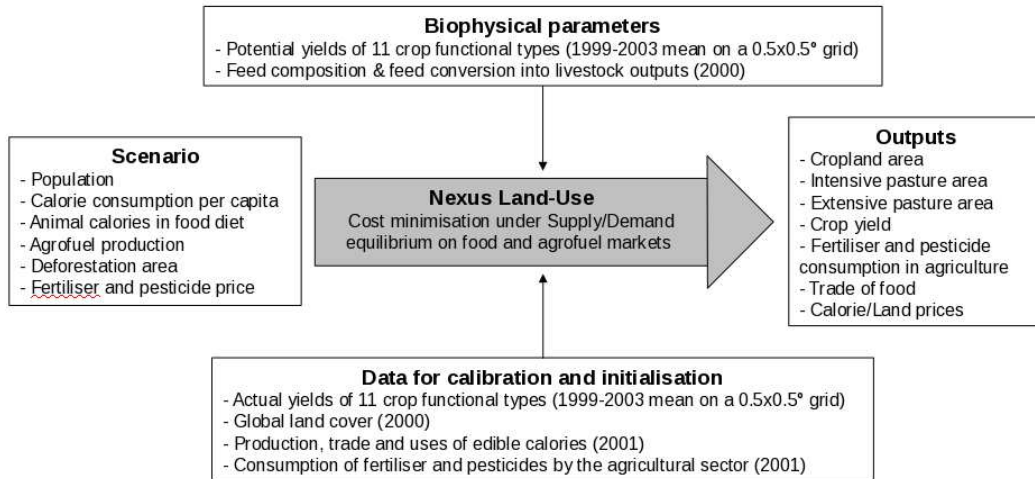 Biophysical parameters
- Potential yields of 11 crop functional types (1999-2003 mean on a 0.5x0.5° grid)
- Feed composition & feed conversion into livestock outputs (2000)
Scenario
- Population
- Calorie consumption per capita
- Animal calories in food diet
- Agrofuel production
- Deforestation area
- Fertiliser and pesticide price
Nexus Land-Use
Cost minimisation under Supply/Demand
equilibrium on food and agrofuel markets
Outputs
- Cropland area
- Intensive pasture area
- Extensive pasture area
- Crop yield
- Fertiliser and pesticide
consumption in agriculture
- Trade of food
- Calorie/Land prices
Data for calibration and initialisation
- Actual yields of 11 crop functional types (1999-2003 mean on a 0.5x0.5° grid)
- Global land cover (2000)
- Production, trade and uses of edible calories (2001)
- Consumption of fertiliser and pesticides by the agricultural sector (2001)